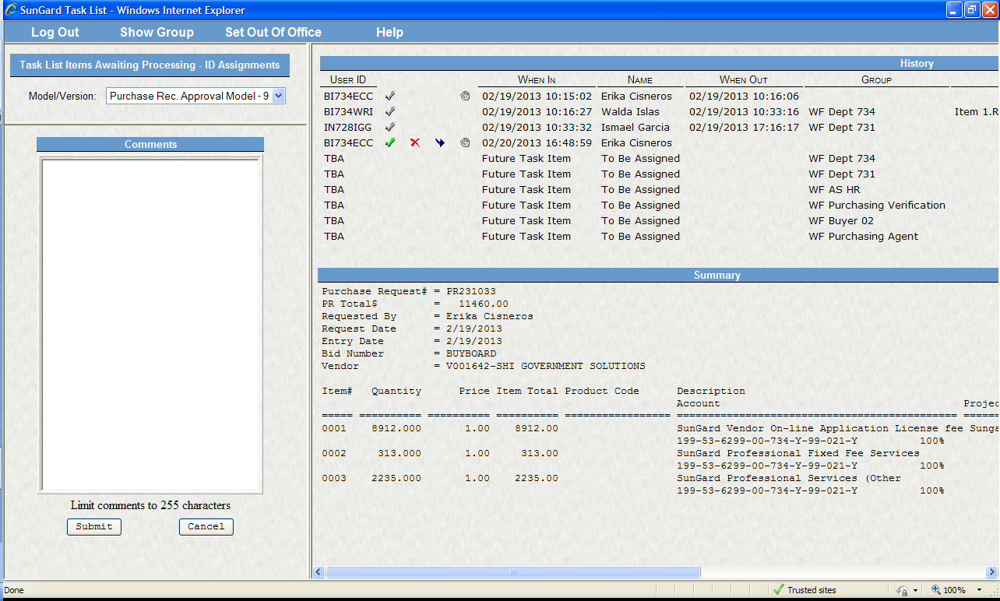 SunGard Task List - Windows Internet Explorer
Log Out Show Group Set Out Of Office Help
Task List Items Awaiting Processing - ID Assignments
Model/Version: Purchase Rec. Approval Model - 9
Comments
Limit comments to 255 characters
Submit Cancel
History
User ID When In Name When Out Group
BI734ECC 02/19/2013 10:15:02 Erika Cisneros 02/19/2013 10:16:06
BI734WRI 02/19/2013 10:16:27 Walda Islas 02/19/2013 10:33:16 WF Dept 734 Item 1.R
IN728IGG 02/19/2013 10:33:32 Ismael Garcia 02/19/2013 17:16:17 WF Dept 731
BI734ECC 02/20/2013 16:48:59 Erika Cisneros
TBA Future Task Item To Be Assigned WF Dept 734
TBA Future Task Item To Be Assigned WF Dept 731
TBA Future Task Item To Be Assigned WF AS HR
TBA Future Task Item To Be Assigned WF Purchasing Verification
TBA Future Task Item To Be Assigned WF Buyer 02
TBA Future Task Item To Be Assigned WF Purchasing Agent
Summary
Purchase Request# = PR231033
PR Total$ = 11460.00
Requested By = Erika Cisneros
Request Date = 2/19/2013
Entry Date = 2/19/2013
Bid Number = BUYBOARD
Vendor = V001642-SHI GOVERNMENT SOLUTIONS
Item# Quantity Price Item Total Product Code Description
Account Projec
===== ========== ========== ========== ================= ============================================= ======
0001 8912.000 1.00 8912.00 SunGard Vendor On-line Application License fee Sunga
199-53-6299-00-734-Y-99-021-Y 100%
0002 313.000 1.00 313.00 SunGard Professional Fixed Fee Services
199-53-6299-00-734-Y-99-021-Y 100%
0003 2235.000 1.00 2235.00 SunGard Professional Services (Other
199-53-6299-00-734-Y-99-021-Y 100%
Done Trusted sites 100%